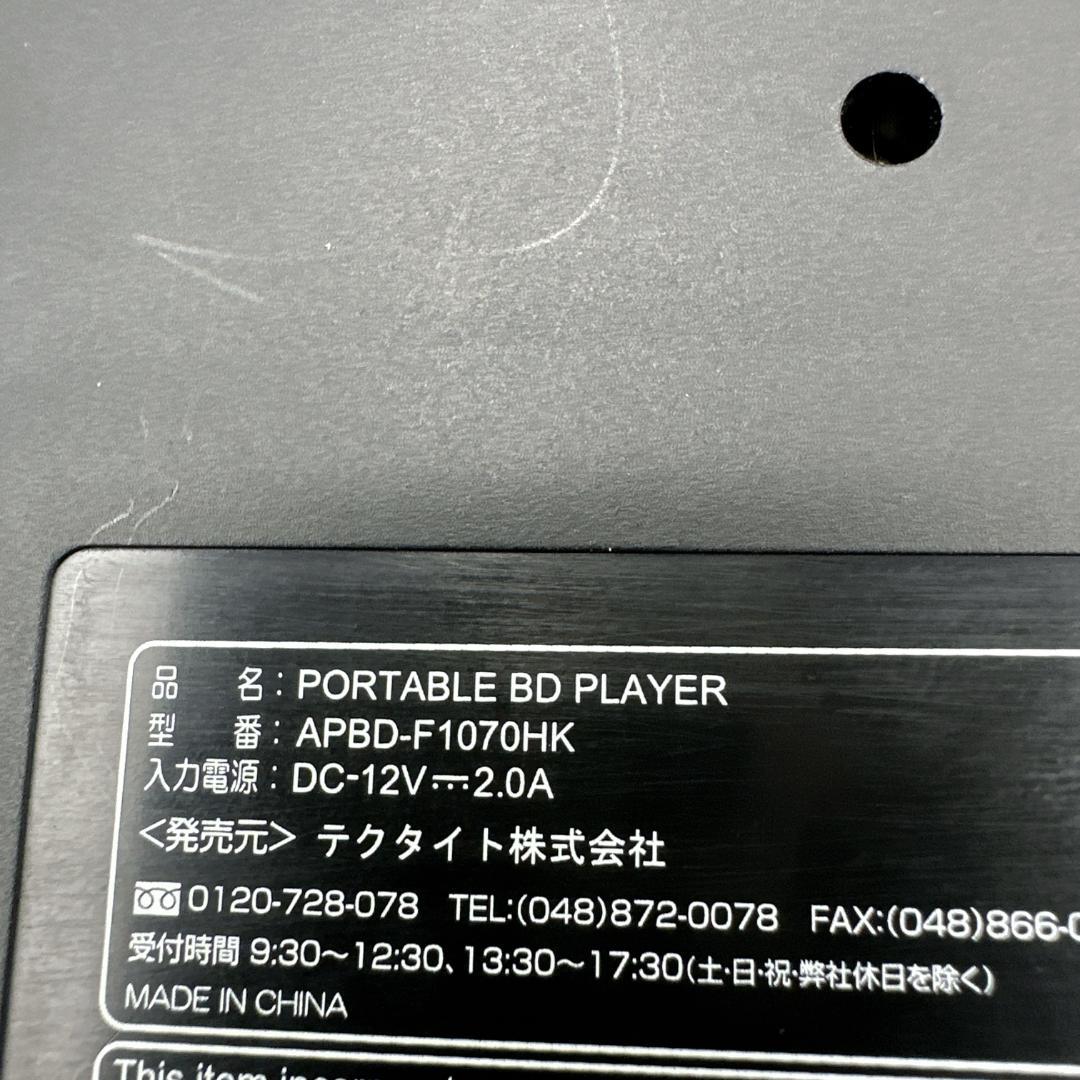 品　　名：PORTABLE BD PLAYER
型　　番：APBD-F1070HK
入力電源：DC-12V⎓2.0A
＜発売元＞ テクタイト株式会社
0120-728-078 TEL:(048)872-0078 FAX:(048)866-
受付時間 9:30～12:30、13:30～17:30(土・日・祝・弊社休日を除く)
MADE IN CHINA
This item